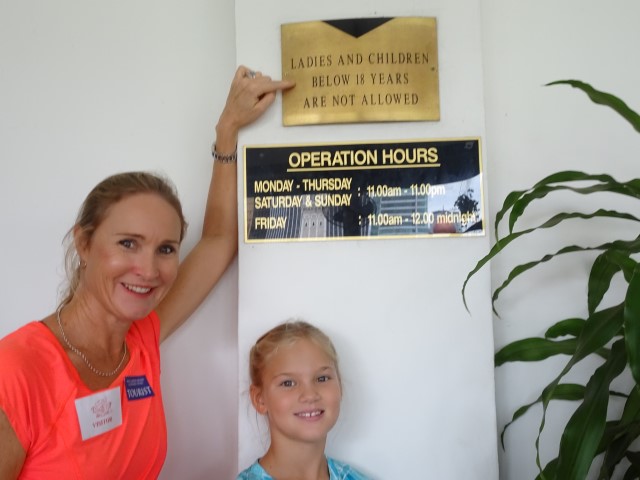 LADIES AND CHILDREN
BELOW 18 YEARS
ARE NOT ALLOWED
OPERATION HOURS
MONDAY - THURSDAY
SATURDAY & SUNDAY : 11.00am - 11.00pm
FRIDAY : 11.00am - 12.00 midnight
VISITOR
TOURIST